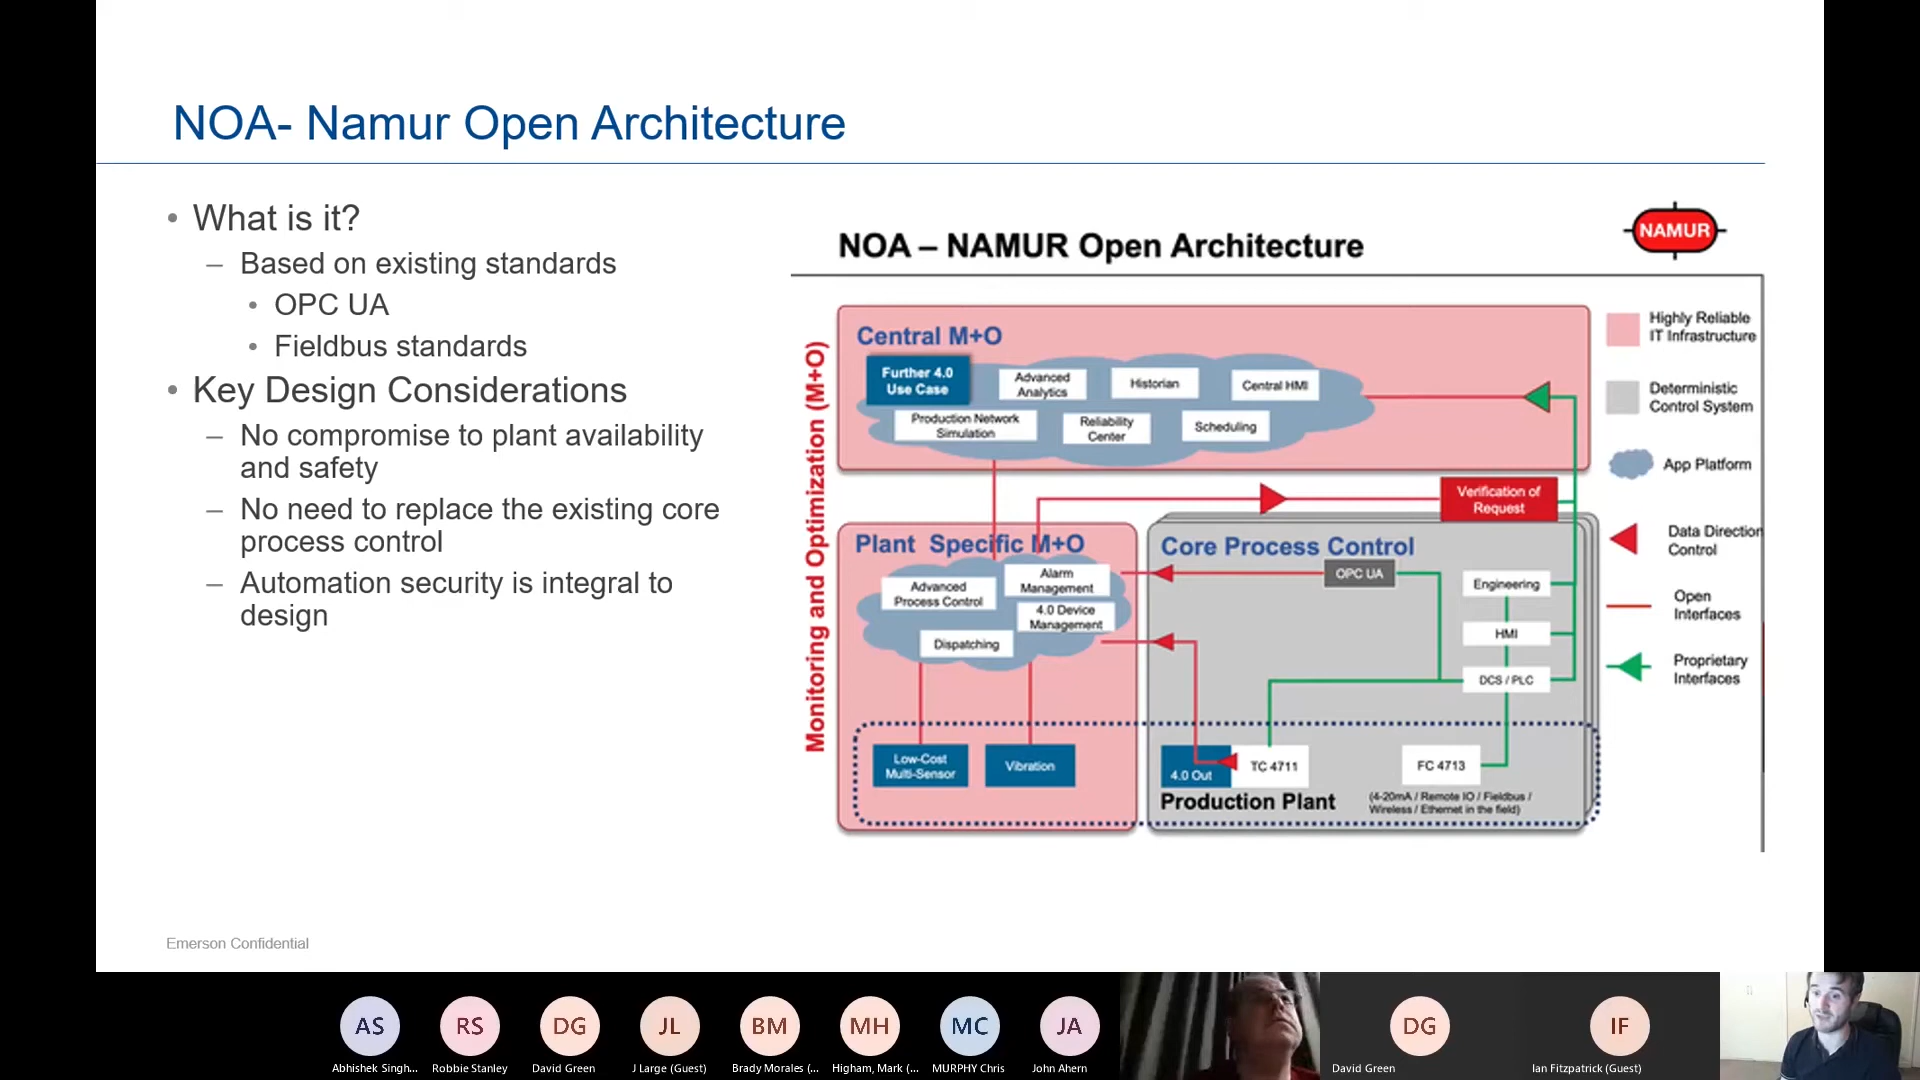 NOA- Namur Open Architecture
• What is it?
– Based on existing standards
• OPC UA
• Fieldbus standards
• Key Design Considerations
– No compromise to plant availability
and safety
– No need to replace the existing core
process control
– Automation security is integral to
design
NOA – NAMUR Open Architecture
NAMUR
Monitoring and Optimization (M+O)
Central M+O
Further 4.0
Use Case
Advanced
Analytics
Historian
Central HMI
Production Network
Simulation
Reliability
Center
Scheduling
Verification of
Request
Plant Specific M+O
Advanced
Process Control
Alarm
Management
4.0 Device
Management
Dispatching
Low-Cost
Multi-Sensor
Vibration
Core Process Control
OPC UA
Engineering
HMI
DCS / PLC
4.0 Out
TC 4711
FC 4713
Production Plant
(4-20mA / Remote IO / Fieldbus /
Wireless / Ethernet in the field)
Highly Reliable
IT Infrastructure
Deterministic
Control System
App Platform
Data Direction
Control
Open
Interfaces
Proprietary
Interfaces
Emerson Confidential
AS
RS
DG
JL
BM
MH
MC
JA
DG
IF
Abhishek Singh...
Robbie Stanley
David Green
J Large (Guest)
Brady Morales (...
Higham, Mark (...
MURPHY Chris
John Ahern
David Green
Ian Fitzpatrick (Guest)